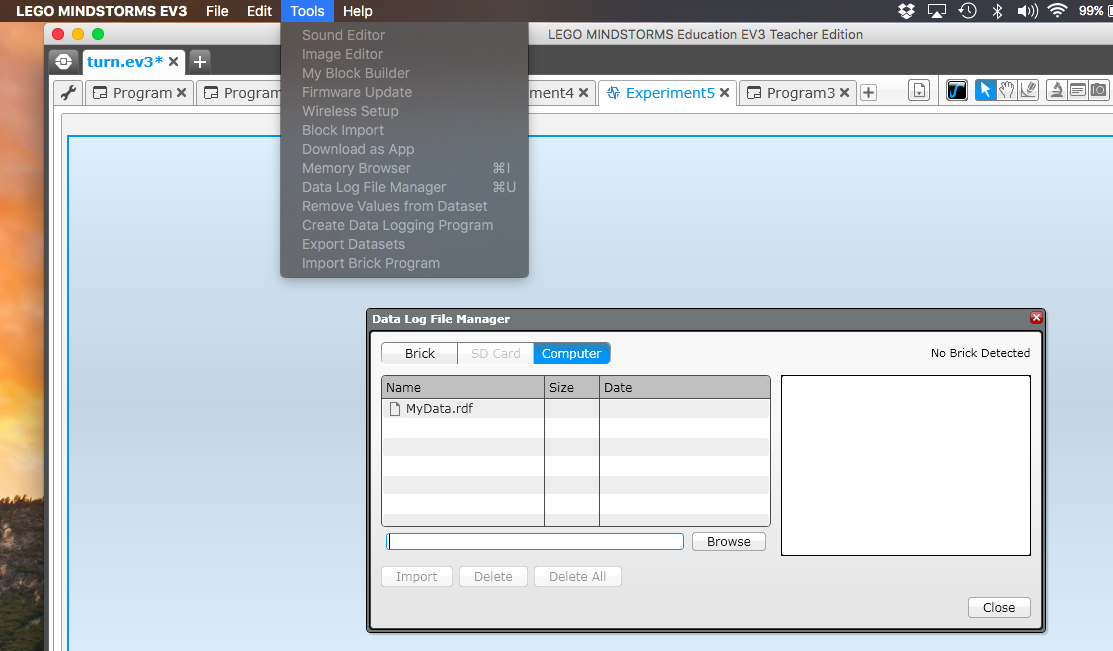 LEGO MINDSTORMS EV3 File Edit Tools Help 99%
LEGO MINDSTORMS Education EV3 Teacher Edition
turn.ev3*
Program Program ment4 Experiment5 Program3
Sound Editor
Image Editor
My Block Builder
Firmware Update
Wireless Setup
Block Import
Download as App
Memory Browser ⌘I
Data Log File Manager ⌘U
Remove Values from Dataset
Create Data Logging Program
Export Datasets
Import Brick Program
Data Log File Manager
Brick SD Card Computer No Brick Detected
Name Size Date
MyData.rdf
Browse
Import Delete Delete All
Close